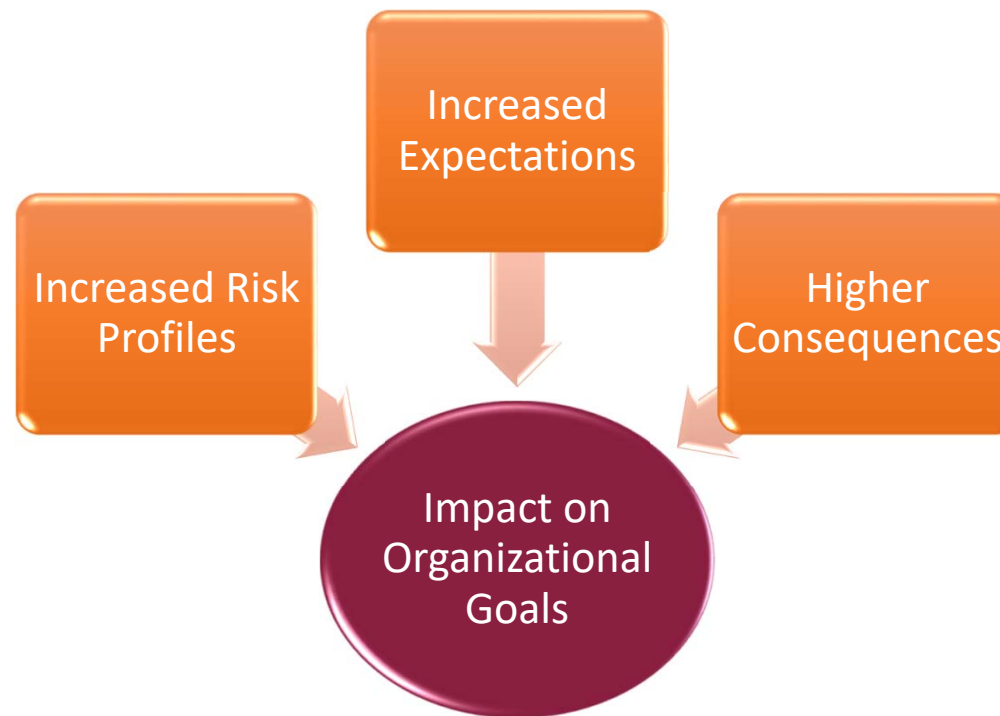 Increased
Expectations
Increased Risk
Profiles
Higher
Consequences
Impact on
Organizational
Goals